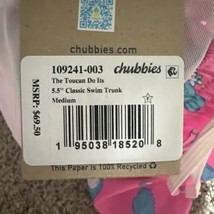 chubbies.com
MSRP: $69.50
109241-003 chubbies
The Toucan Do Its
5.5" Classic Swim Trunk
Medium
1 95038 18520 8
This Paper is 100% Recycled